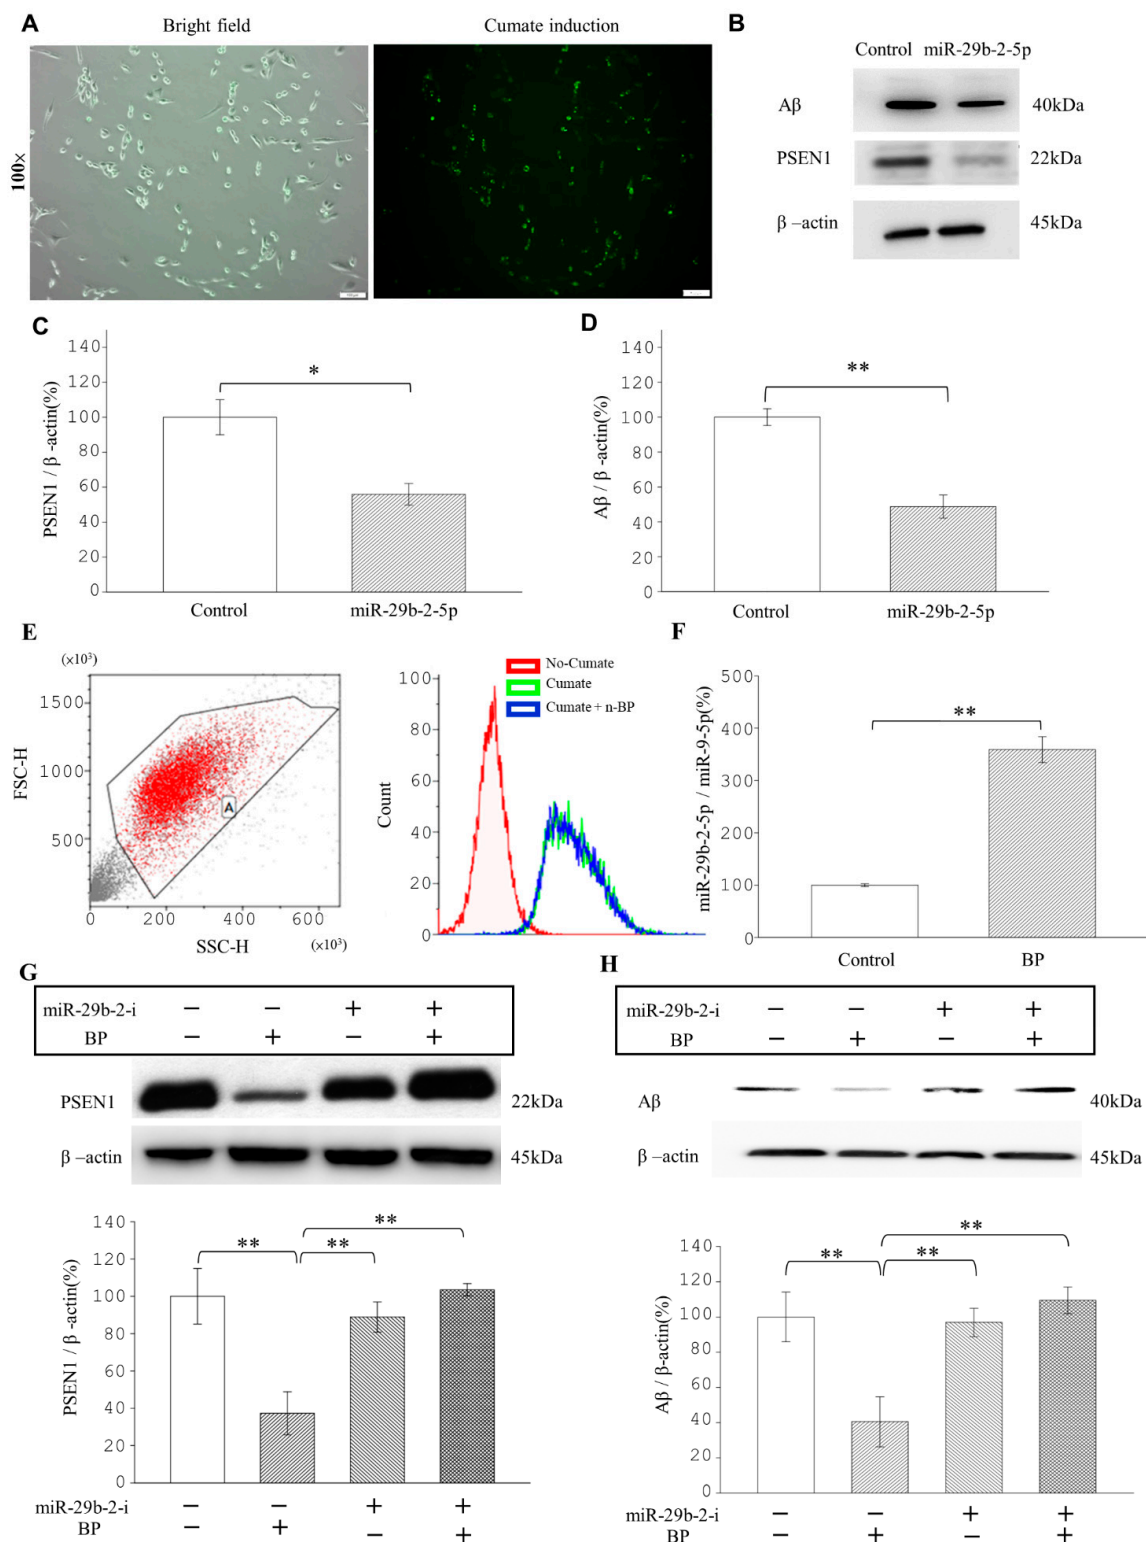 A
Bright field
Cumate induction
100×
B
Control miR-29b-2-5p
Aβ 40kDa
PSEN1 22kDa
β –actin 45kDa
C
PSEN1 / β -actin(%)
140
120
100
80
60
40
20
0
Control miR-29b-2-5p
*
D
Aβ / β -actin(%)
140
120
100
80
60
40
20
0
Control miR-29b-2-5p
**
E
(×10³)
FSC-H
1500
1000
500
0 200 400 600
SSC-H (×10³)
A
Count
100
80
60
40
20
0
No-Cumate
Cumate
Cumate + n-BP
F
miR-29b-2-5p / miR-9-5p(%)
500
400
300
200
100
0
Control BP
**
G
miR-29b-2-i − − + +
BP − + − +
PSEN1 22kDa
β –actin 45kDa
PSEN1 / β -actin(%)
140
120
100
80
60
40
20
0
** ** **
miR-29b-2-i − − + +
BP − + − +
H
miR-29b-2-i − − + +
BP − + − +
Aβ 40kDa
β –actin 45kDa
Aβ / β-actin(%)
140
120
100
80
60
40
20
0
** ** **
miR-29b-2-i − − + +
BP − + − +